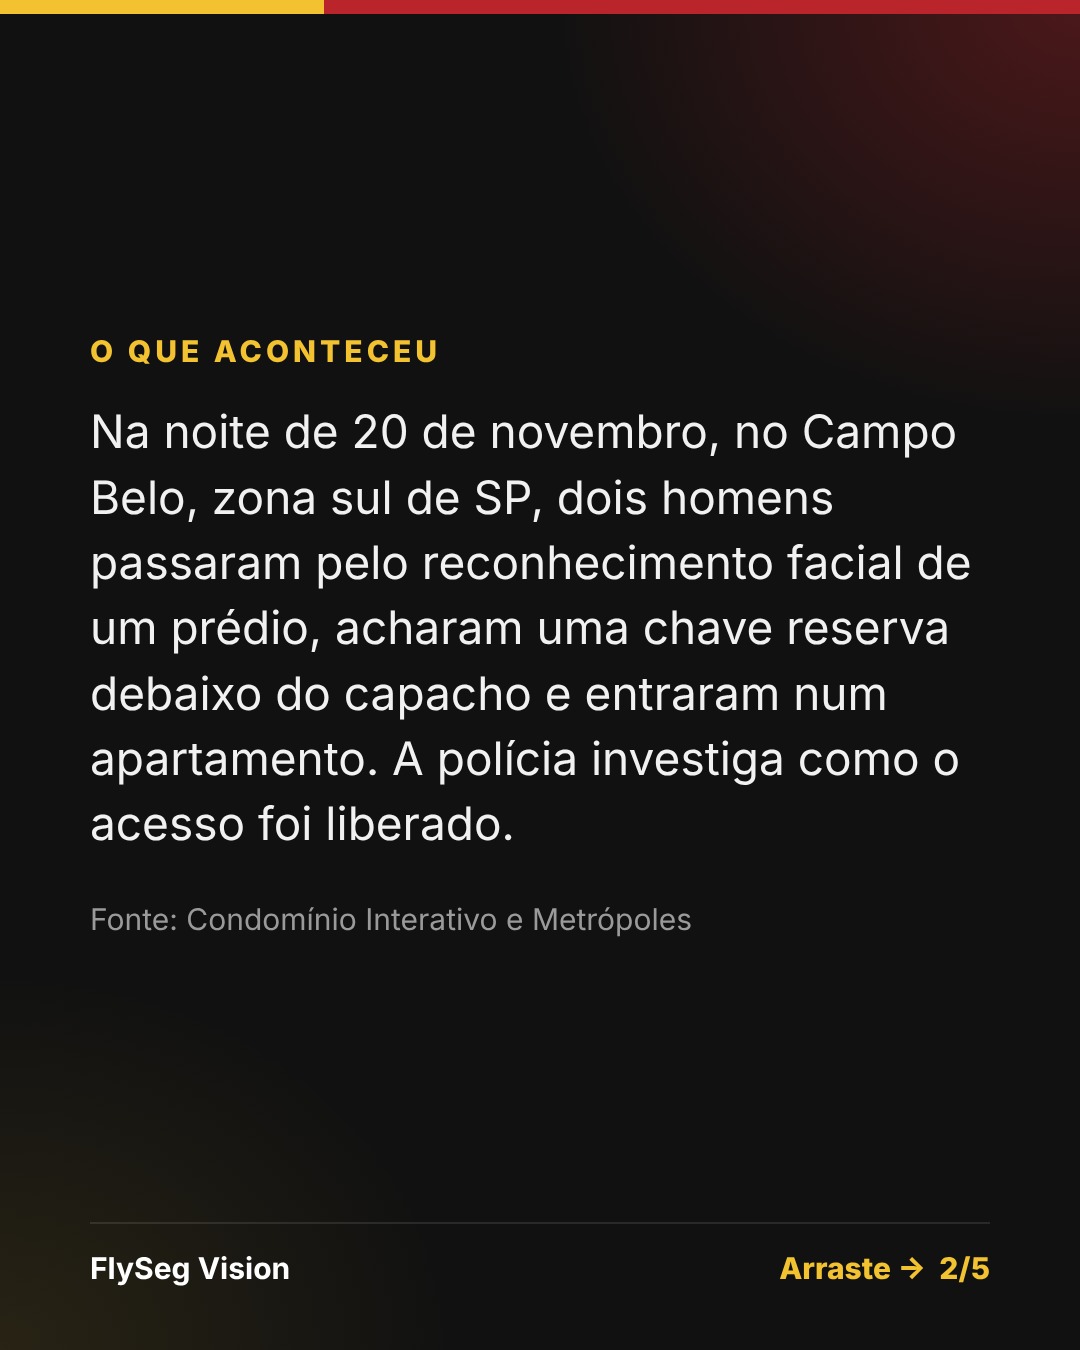 O QUE ACONTECEU
Na noite de 20 de novembro, no Campo
Belo, zona sul de SP, dois homens
passaram pelo reconhecimento facial de
um prédio, acharam uma chave reserva
debaixo do capacho e entraram num
apartamento. A polícia investiga como o
acesso foi liberado.
Fonte: Condomínio Interativo e Metrópoles
FlySeg Vision
Arraste → 2/5